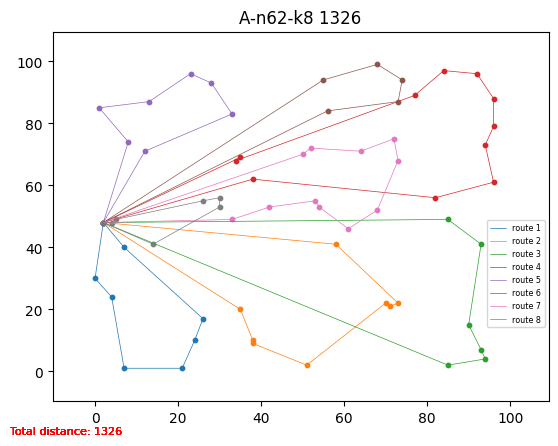 A-n62-k8 1326
100
80
60
40
20
0
0 20 40 60 80 100
route 1
route 2
route 3
route 4
route 5
route 6
route 7
route 8
Total distance: 1326